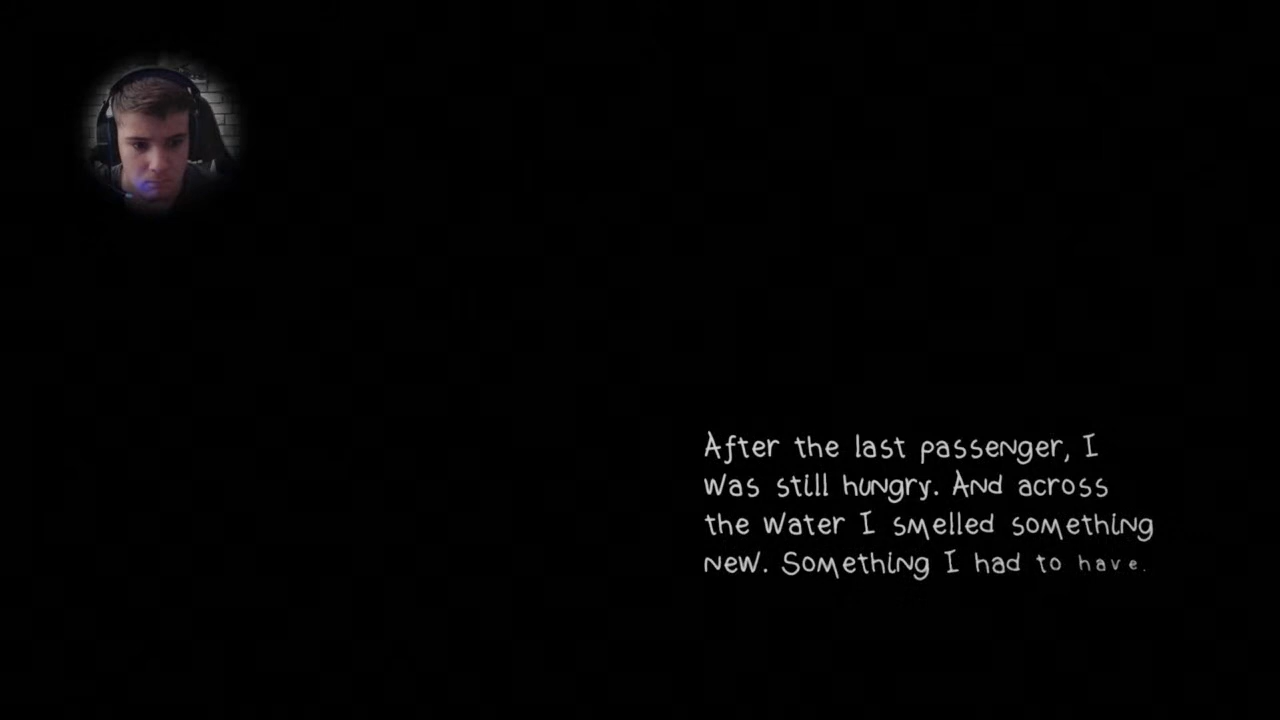 After the last passenger, I
was still hungry. And across
the water I smelled something
new. Something I had to have.